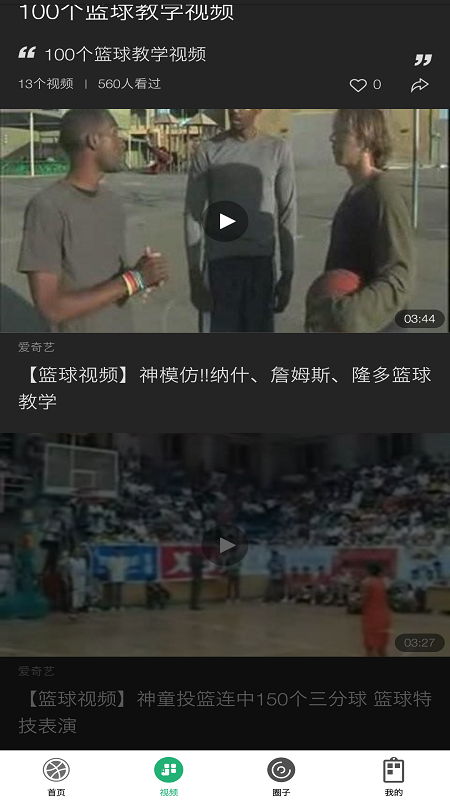 100个篮球教学视频
100个篮球教学视频
13个视频 | 560人看过
0
03:44
爱奇艺
【篮球视频】神模仿!!纳什、詹姆斯、隆多篮球
教学
03:27
爱奇艺
【篮球视频】神童投篮连中150个三分球 篮球特
技表演
首页 视频 圈子 我的